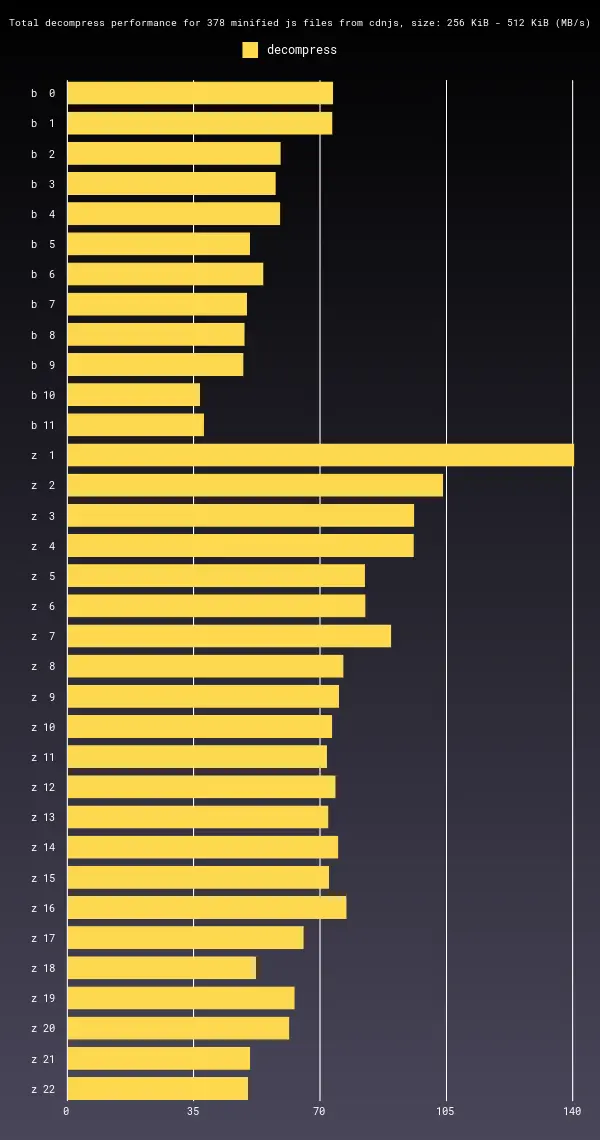 Total decompress performance for 378 minified js files from cdnjs, size: 256 KiB - 512 KiB (MB/s)
decompress
b 0
b 1
b 2
b 3
b 4
b 5
b 6
b 7
b 8
b 9
b 10
b 11
z 1
z 2
z 3
z 4
z 5
z 6
z 7
z 8
z 9
z 10
z 11
z 12
z 13
z 14
z 15
z 16
z 17
z 18
z 19
z 20
z 21
z 22
0 35 70 105 140